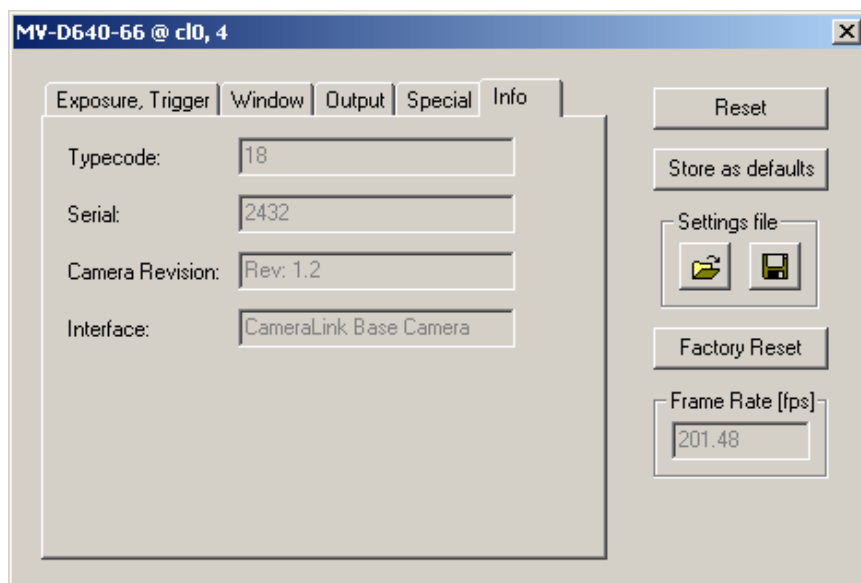 MV-D640-66 @ cl0, 4
Exposure, Trigger
Window
Output
Special
Info
Typecode:
18
Serial:
2432
Camera Revision:
Rev: 1.2
Interface:
CameraLink Base Camera
Reset
Store as defaults
Settings file
Factory Reset
Frame Rate [fps]
201.48